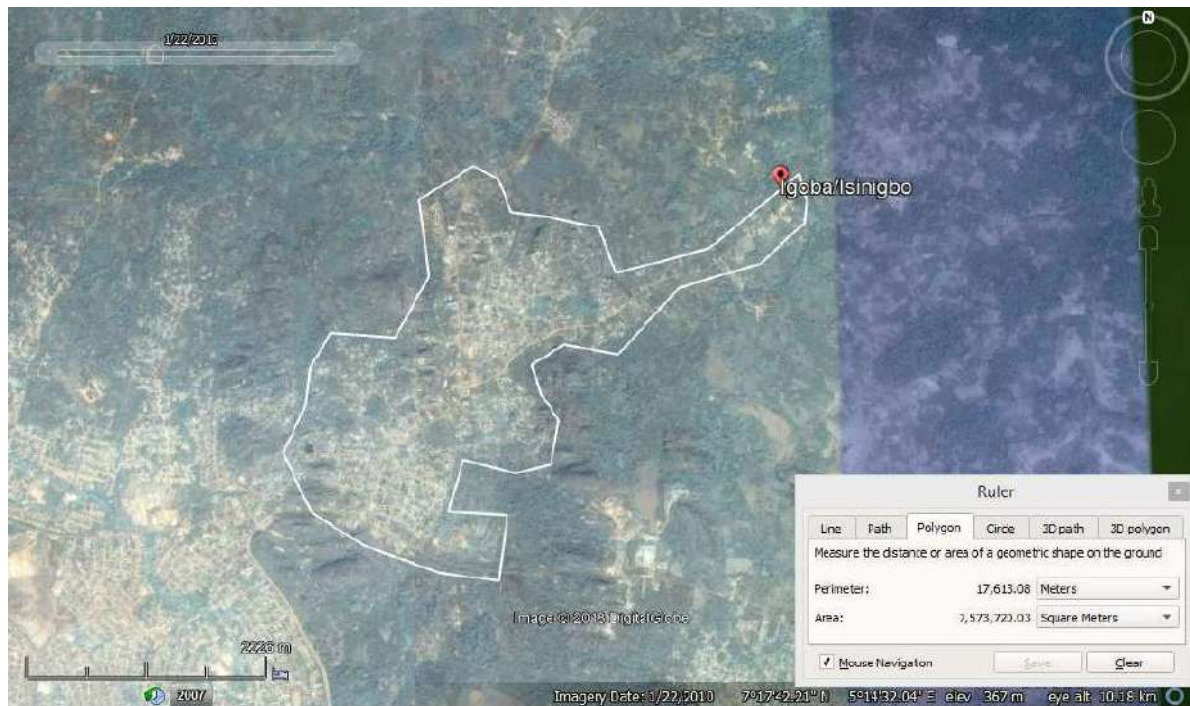 1/22/2010
N
Igoba/Isinigbo
Ruler
Line Path Polygon Circle 3D path 3D polygon
Measure the distance or area of a geometric shape on the ground
Perimeter: 17,613.08 Meters
Area: Square Meters
Mouse Navigation Save Clear
Image © 2018 DigitalGlobe
2226 m
2007
Imagery Date: 1/22/2010 7°17'42.21" N 5°14'32.04" E elev 367 m eye alt 10.18 km